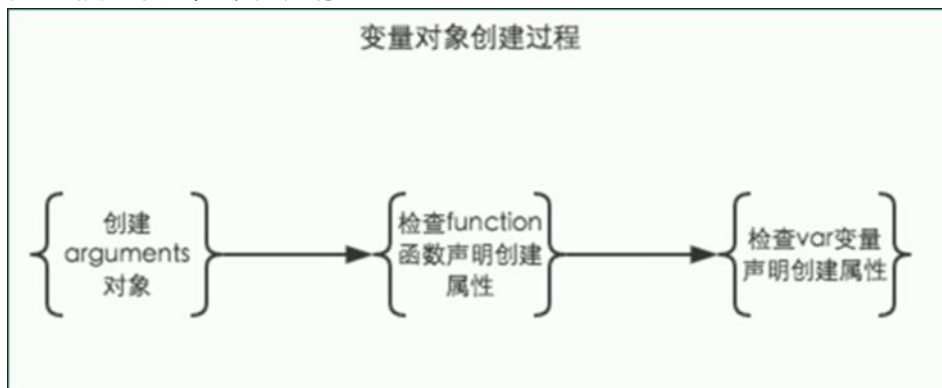 变量对象创建过程
创建
arguments
对象
检查function
函数声明创建
属性
检查var变量
声明创建属性